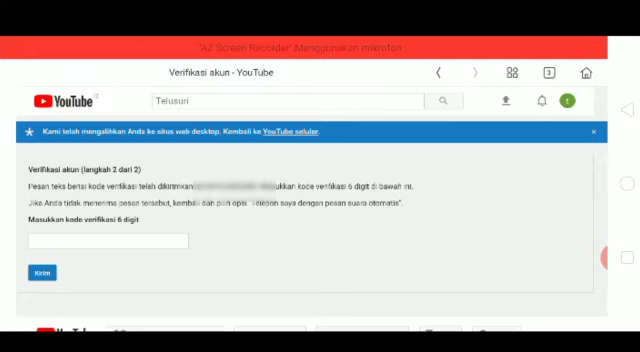 "AZ Screen Recorder" Menggunakan mikrofon
Verifikasi akun - YouTube
3
YouTube
Telusuri
1
Kami telah mengalihkan Anda ke situs web desktop. Kembali ke YouTube seluler.
×
Verifikasi akun (langkah 2 dari 2)
Pesan teks berisi kode verifikasi telah dikirimkan ukkan kode verifikasi 6 digit di bawah ini.
Jika Anda tidak menerima pesan tersebut, kembali dan pilih opsi "Telepon saya dengan pesan suara otomatis".
Masukkan kode verifikasi 6 digit
Kirim